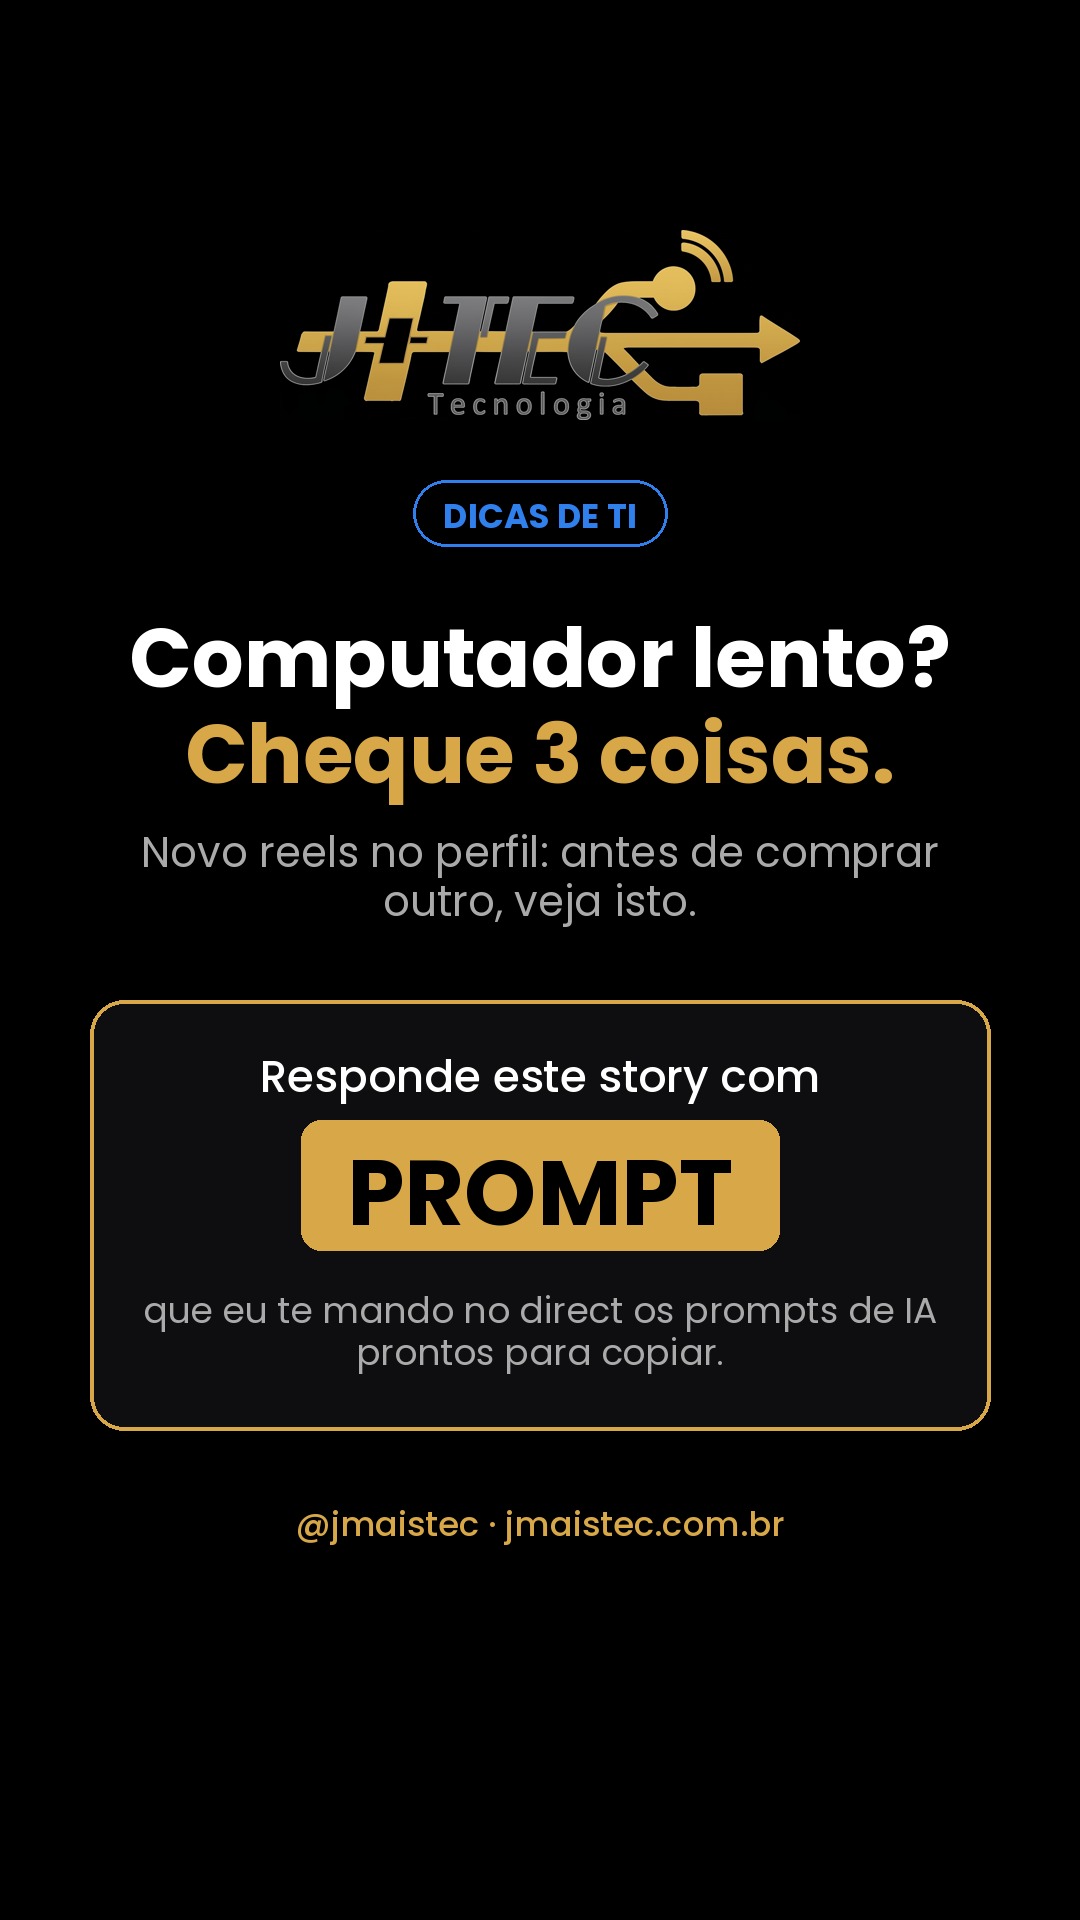 J+TEC
Tecnologia
DICAS DE TI
Computador lento?
Cheque 3 coisas.
Novo reels no perfil: antes de comprar
outro, veja isto.
Responde este story com
PROMPT
que eu te mando no direct os prompts de IA
prontos para copiar.
@jmaistec · jmaistec.com.br